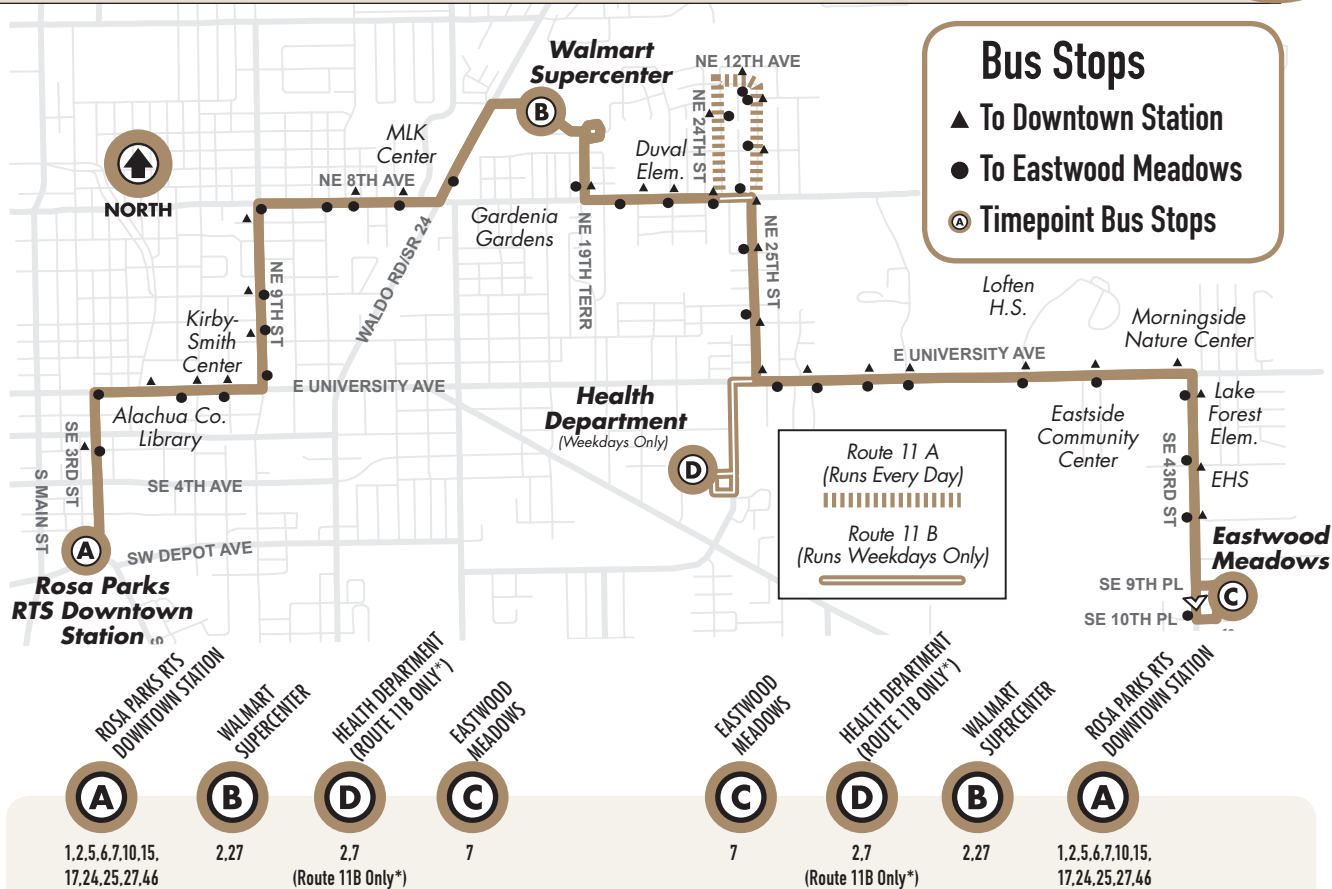 Walmart
Supercenter
B
NE 12TH AVE
NE 24TH ST
Bus Stops
To Downtown Station
To Eastwood Meadows
A
Timepoint Bus Stops
NORTH
MLK
Center
NE 8TH AVE
Duval
Elem.
Gardenia
Gardens
WALDO RD/SR 24
NE 19TH TERR
NE 25TH ST
NE 9TH ST
Kirby-
Smith
Center
Loften
H.S.
Morningside
Nature Center
E UNIVERSITY AVE
E UNIVERSITY AVE
Alachua Co.
Library
SE 3RD ST
S MAIN ST
SE 4TH AVE
Health
Department
(Weekdays Only)
D
Route 11 A
(Runs Every Day)
Route 11 B
(Runs Weekdays Only)
Eastside
Community
Center
Lake
Forest
Elem.
SE 43RD ST
EHS
A
SW DEPOT AVE
Rosa Parks
RTS Downtown
Station
Eastwood
Meadows
SE 9TH PL
C
SE 10TH PL
ROSA PARKS RTS
DOWNTOWN STATION
WALMART
SUPERCENTER
HEALTH DEPARTMENT
(ROUTE 11B ONLY*)
EASTWOOD
MEADOWS
EASTWOOD
MEADOWS
HEALTH DEPARTMENT
(ROUTE 11B ONLY*)
WALMART
SUPERCENTER
ROSA PARKS RTS
DOWNTOWN STATION
A B D C C D B A
1,2,5,6,7,10,15,
17,24,25,27,46
2,27
2,7
(Route 11B Only*)
7
7
2,7
(Route 11B Only*)
2,27
1,2,5,6,7,10,15,
17,24,25,27,46